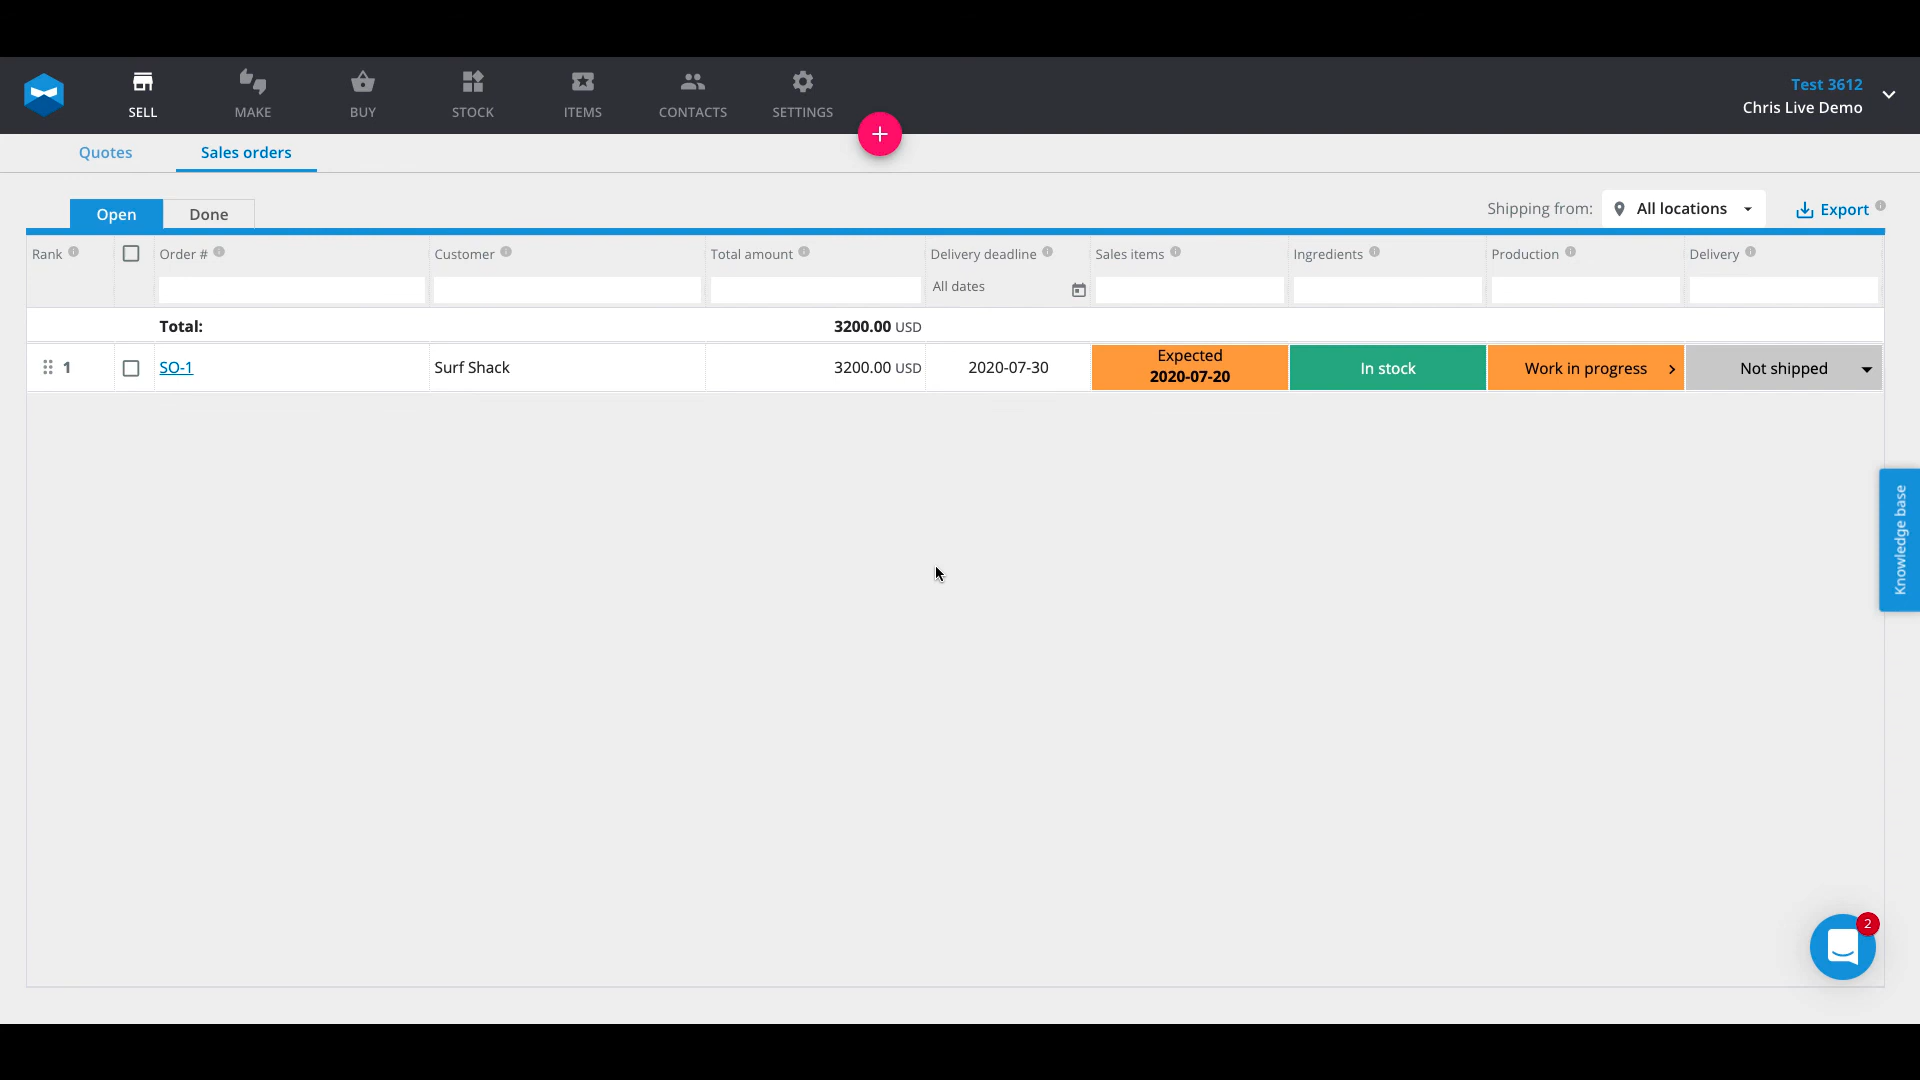 SELL MAKE BUY STOCK ITEMS CONTACTS SETTINGS
+
Test 3612
Chris Live Demo
Quotes Sales orders
Open Done
Shipping from: All locations Export
Rank Order # Customer Total amount Delivery deadline Sales items Ingredients Production Delivery
All dates
Total: 3200.00 USD
1 SO-1 Surf Shack 3200.00 USD 2020-07-30 Expected 2020-07-20 In stock Work in progress Not shipped
Knowledge base
2